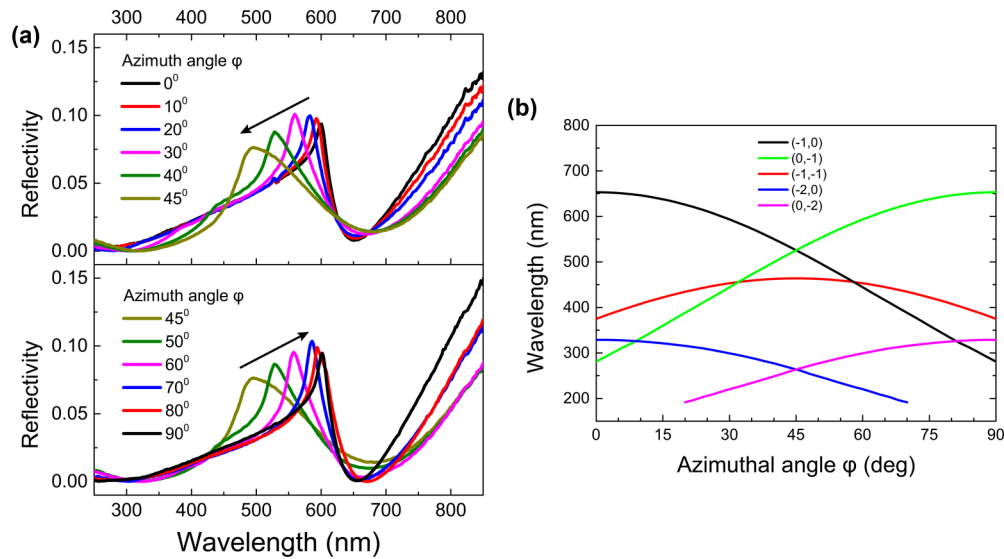 300 400 500 600 700 800
(a)
0.15
0.10
0.05
0.00
Reflectivity
Azimuth angle φ
0⁰
10⁰
20⁰
30⁰
40⁰
45⁰
0.15
0.10
0.05
0.00
Reflectivity
Azimuth angle φ
45⁰
50⁰
60⁰
70⁰
80⁰
90⁰
300 400 500 600 700 800
Wavelength (nm)
(b)
800
700
600
500
400
300
200
Wavelength (nm)
(-1,0)
(0,-1)
(-1,-1)
(-2,0)
(0,-2)
0 15 30 45 60 75 90
Azimuthal angle φ (deg)